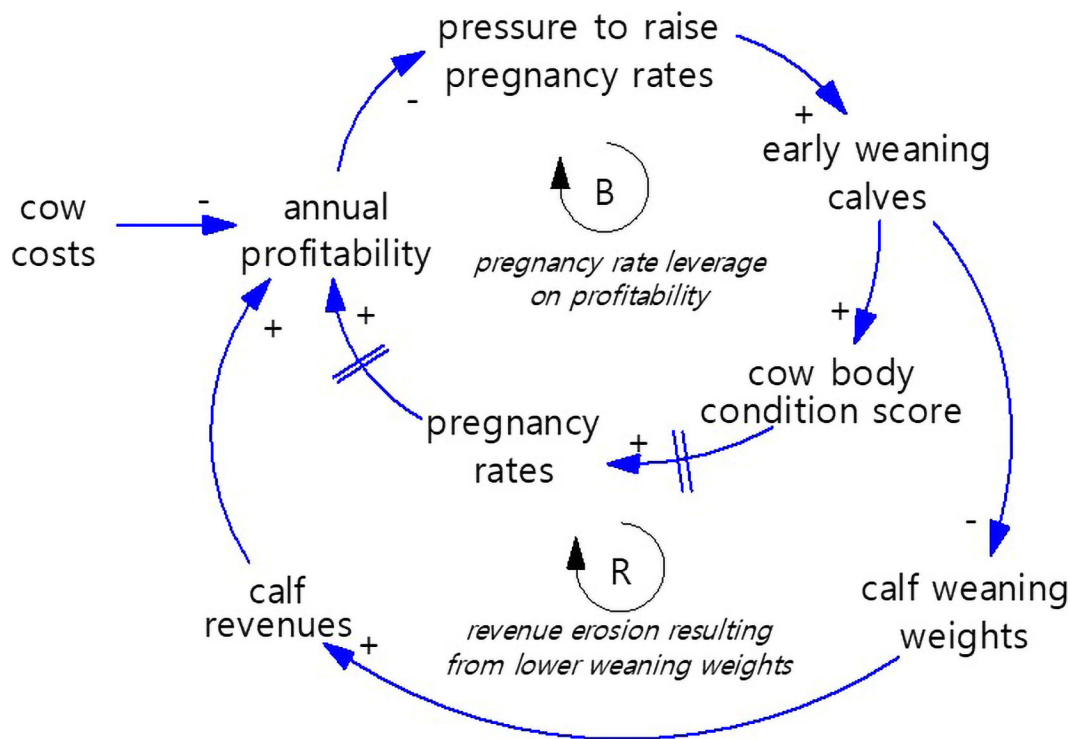 pressure to raise
pregnancy rates
-
+
early weaning
calves
cow
costs
-
annual
profitability
B
pregnancy rate leverage
on profitability
+
+
+
cow body
condition score
pregnancy
rates
+
-
R
calf
revenues
+
revenue erosion resulting
from lower weaning weights
calf weaning
weights